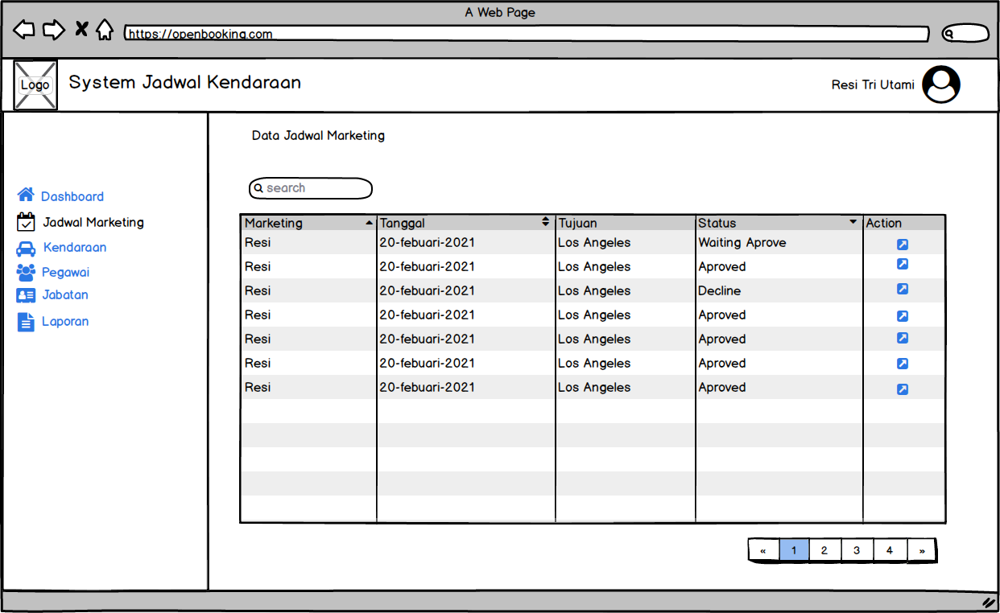 A Web Page
https://openbooking.com
Logo
System Jadwal Kendaraan
Resi Tri Utami
Data Jadwal Marketing
Dashboard
Jadwal Marketing
Kendaraan
Pegawai
Jabatan
Laporan
search
Marketing Tanggal Tujuan Status Action
Resi 20-febuari-2021 Los Angeles Waiting Aprove
Resi 20-febuari-2021 Los Angeles Aproved
Resi 20-febuari-2021 Los Angeles Decline
Resi 20-febuari-2021 Los Angeles Aproved
Resi 20-febuari-2021 Los Angeles Aproved
Resi 20-febuari-2021 Los Angeles Aproved
Resi 20-febuari-2021 Los Angeles Aproved
« 1 2 3 4 »